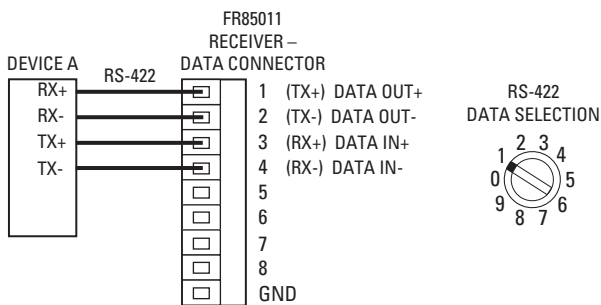 FR85011
RECEIVER –
DATA CONNECTOR
DEVICE A
RS-422
RX+
RX-
TX+
TX-
1 (TX+) DATA OUT+
2 (TX-) DATA OUT-
3 (RX+) DATA IN+
4 (RX-) DATA IN-
5
6
7
8
GND
RS-422
DATA SELECTION
0
1
2
3
4
5
6
7
8
9